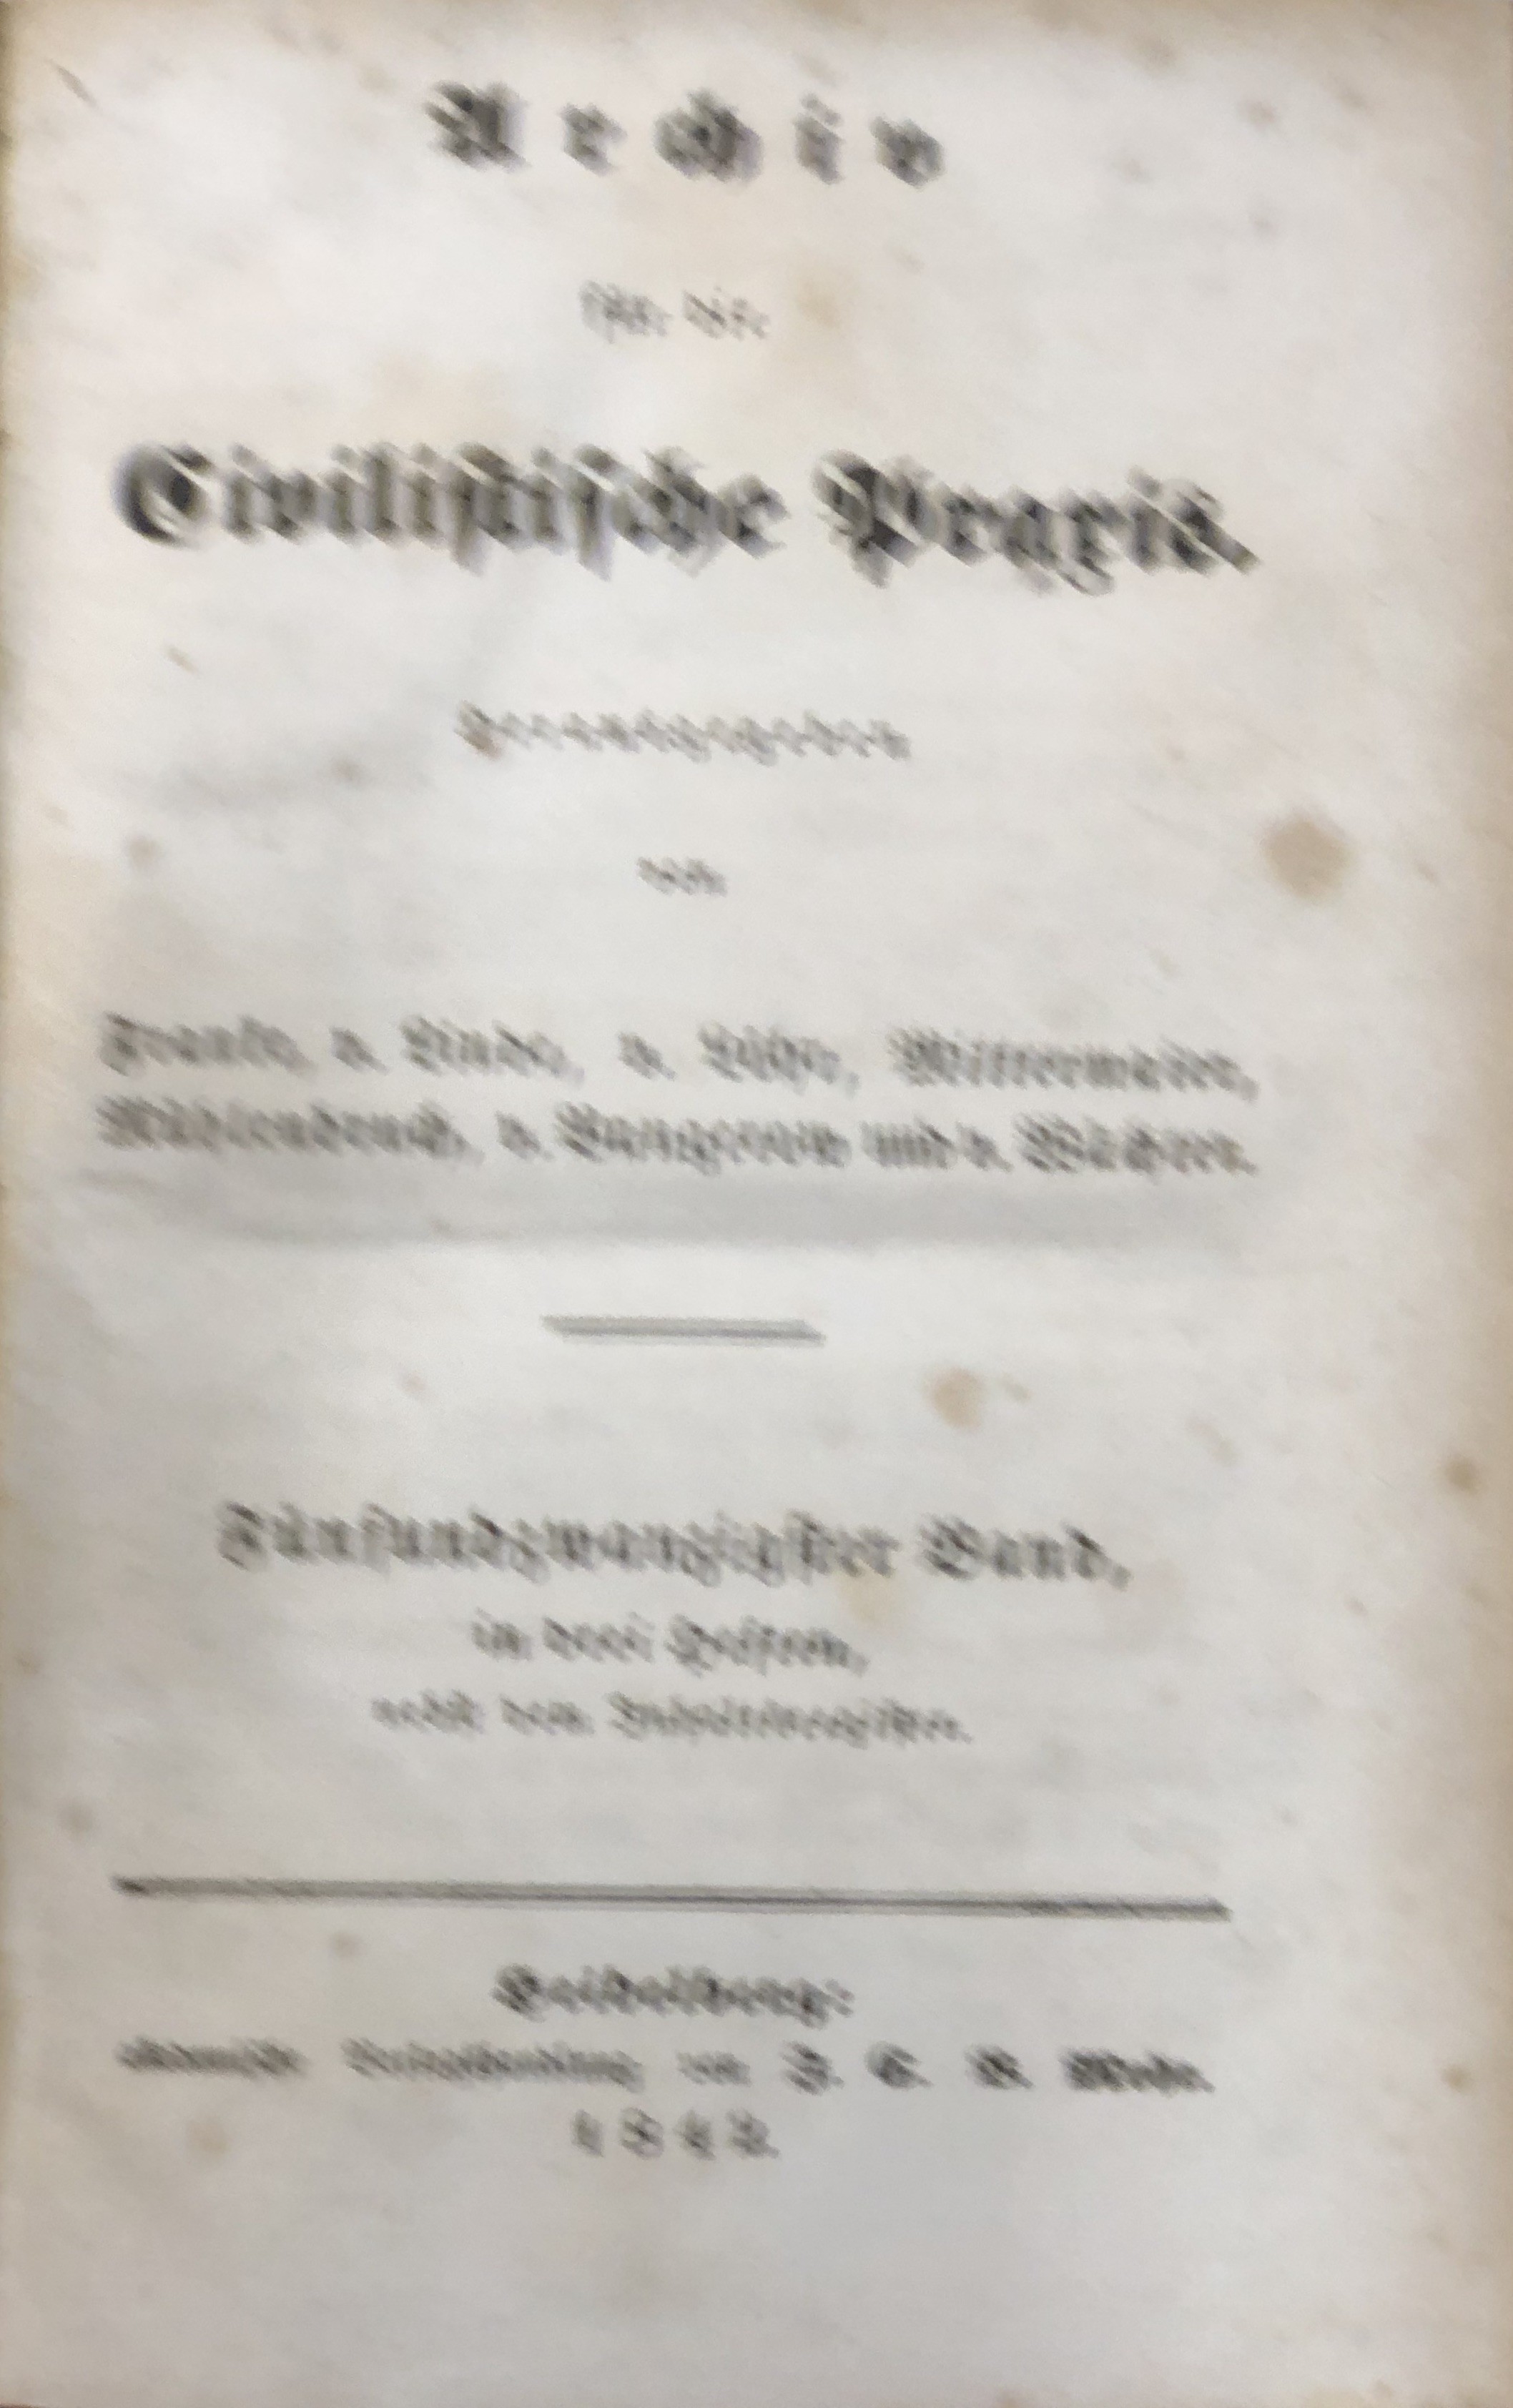 Archiv
für die
Civilistische Praxis.
Herausgegeben
von
Francke, v. Linde, v. Löhr, Mittermaier,
Mühlenbruch, v. Vangerow und v. Wächter.
Fünfundzwanzigster Band,
in drei Heften,
nebst dem Inhaltsverzeichniß.
Heidelberg:
akademische Verlagshandlung von J. C. B. Mohr.